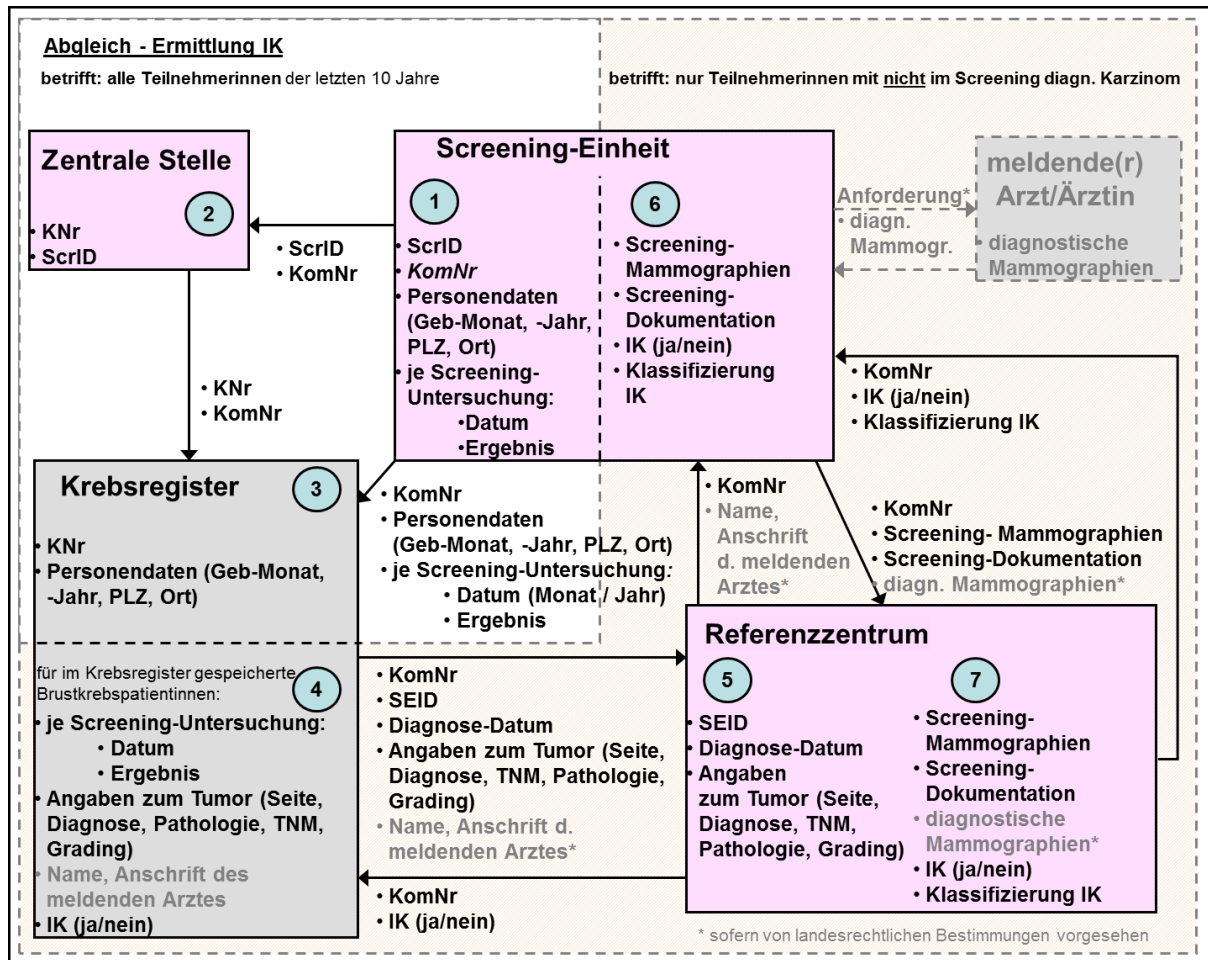 Abgleich - Ermittlung IK
betrifft: alle Teilnehmerinnen der letzten 10 Jahre
betrifft: nur Teilnehmerinnen mit nicht im Screening diagn. Karzinom
Zentrale Stelle
2
• KNr
• ScrID
• ScrID
• KomNr
Screening-Einheit
1
• ScrID
• KomNr
• Personendaten
(Geb-Monat, -Jahr,
PLZ, Ort)
• je Screening-
Untersuchung:
•Datum
•Ergebnis
6
• Screening-
Mammographien
• Screening-
Dokumentation
• IK (ja/nein)
• Klassifizierung
IK
Anforderung*
• diagn.
Mammogr.
meldende(r)
Arzt/Ärztin
• diagnostische
Mammographien
• KNr
• KomNr
• KomNr
• IK (ja/nein)
• Klassifizierung IK
Krebsregister
3
• KNr
• Personendaten (Geb-Monat,
-Jahr, PLZ, Ort)
• KomNr
• Personendaten
(Geb-Monat, -Jahr, PLZ, Ort)
• je Screening-Untersuchung:
• Datum (Monat / Jahr)
• Ergebnis
• KomNr
• Name,
Anschrift
d. meldenden
Arztes*
• KomNr
• Screening- Mammographien
• Screening-Dokumentation
• diagn. Mammographien*
für im Krebsregister gespeicherte
Brustkrebspatientinnen:
4
• je Screening-Untersuchung:
• Datum
• Ergebnis
• Angaben zum Tumor (Seite,
Diagnose, Pathologie, TNM,
Grading)
• Name, Anschrift des
meldenden Arztes
• IK (ja/nein)
• KomNr
• SEID
• Diagnose-Datum
• Angaben zum Tumor (Seite,
Diagnose, TNM, Pathologie,
Grading)
• Name, Anschrift d.
meldenden Arztes*
• KomNr
• IK (ja/nein)
Referenzzentrum
5
• SEID
• Diagnose-Datum
• Angaben
zum Tumor (Seite,
Diagnose, TNM,
Pathologie, Grading)
7
• Screening-
Mammographien
• Screening-
Dokumentation
• diagnostische
Mammographien*
• IK (ja/nein)
• Klassifizierung IK
* sofern von landesrechtlichen Bestimmungen vorgesehen